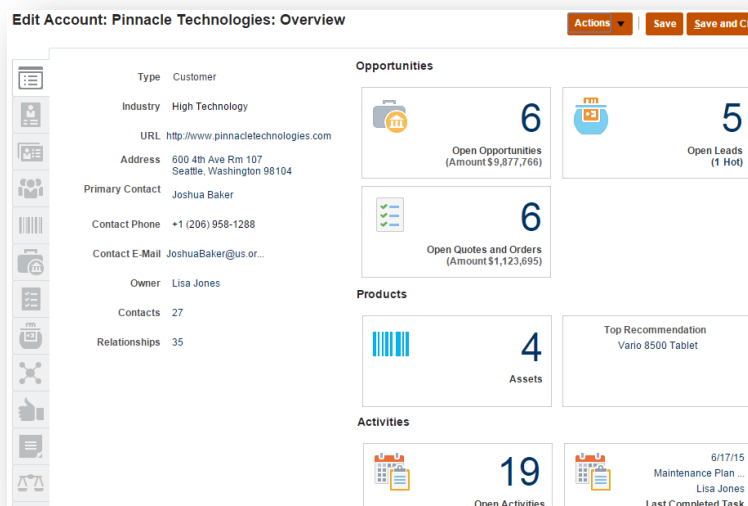 Edit Account: Pinnacle Technologies: Overview
Actions
Save
Save and Cl
Type Customer
Industry High Technology
URL http://www.pinnacletechnologies.com
Address 600 4th Ave Rm 107
Seattle, Washington 98104
Primary Contact Joshua Baker
Contact Phone +1 (206) 958-1288
Contact E-Mail JoshuaBaker@us.or...
Owner Lisa Jones
Contacts 27
Relationships 35
Opportunities
6
Open Opportunities
(Amount $9,877,766)
5
Open Leads
(1 Hot)
6
Open Quotes and Orders
(Amount $1,123,695)
Products
4
Assets
Top Recommendation
Vario 8500 Tablet
Activities
19
Open Activities
6/17/15
Maintenance Plan ...
Lisa Jones
Last Completed Task